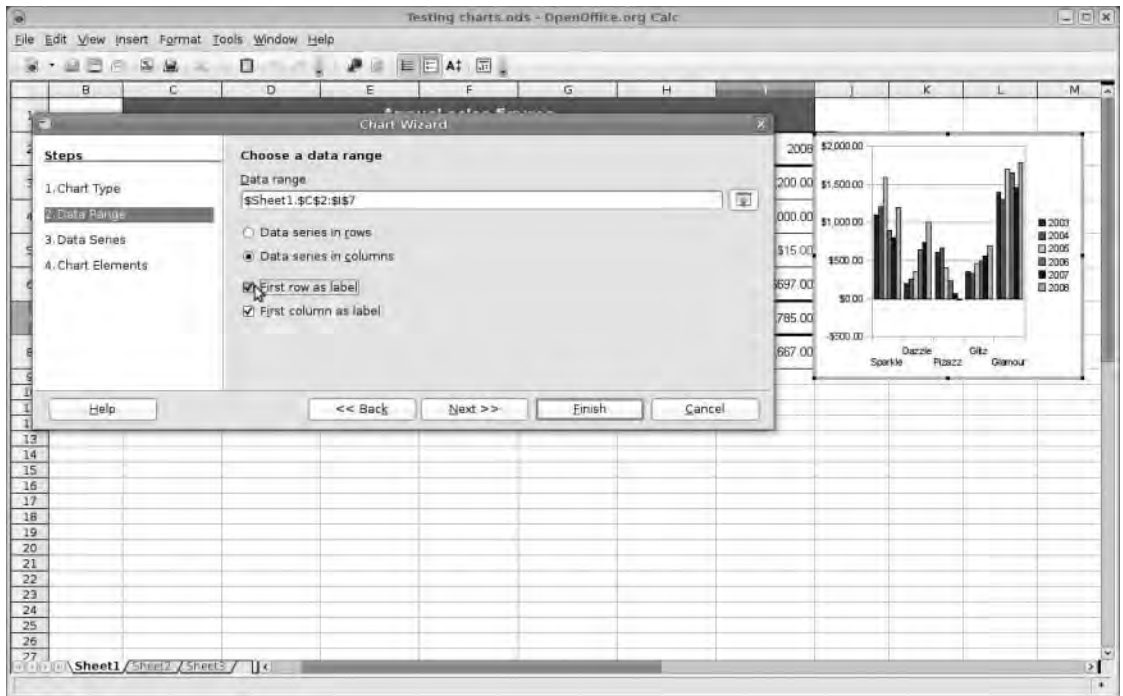 Testing charts.ods - OpenOffice.org Calc
File Edit View Insert Format Tools Window Help
B C D E F G H I J K L M
Chart Wizard
Steps
1. Chart Type
2. Data Range
3. Data Series
4. Chart Elements
Choose a data range
Data range
$Sheet1.$C$2:$I$7
Data series in rows
Data series in columns
First row as label
First column as label
Help << Back Next >> Finish Cancel
2008
200.00
000.00
$15.00
697.00
785.00
667.00
$2,000.00
$1,500.00
$1,000.00
$500.00
$0.00
-$500.00
Sparkle Dazzle Pizazz Glitz Glamour
2003
2004
2005
2006
2007
2008
13
14
15
16
17
18
19
20
21
22
23
24
25
26
27
Sheet1 Sheet2 Sheet3